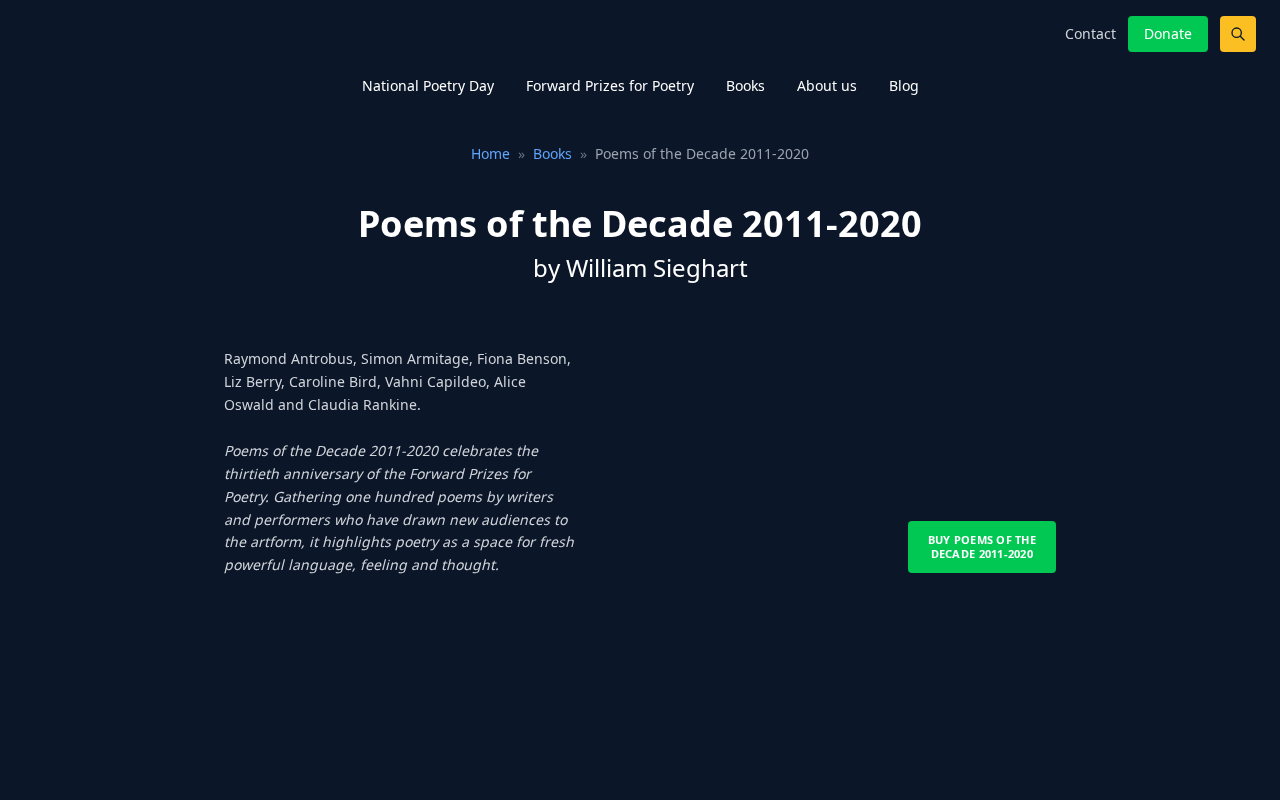 Contact
Donate
National Poetry Day
Forward Prizes for Poetry
Books
About us
Blog
Home » Books » Poems of the Decade 2011-2020
Poems of the Decade 2011-2020
by William Sieghart
Raymond Antrobus, Simon Armitage, Fiona Benson,
Liz Berry, Caroline Bird, Vahni Capildeo, Alice
Oswald and Claudia Rankine.
Poems of the Decade 2011-2020 celebrates the
thirtieth anniversary of the Forward Prizes for
Poetry. Gathering one hundred poems by writers
and performers who have drawn new audiences to
the artform, it highlights poetry as a space for fresh
powerful language, feeling and thought.
BUY POEMS OF THE
DECADE 2011-2020